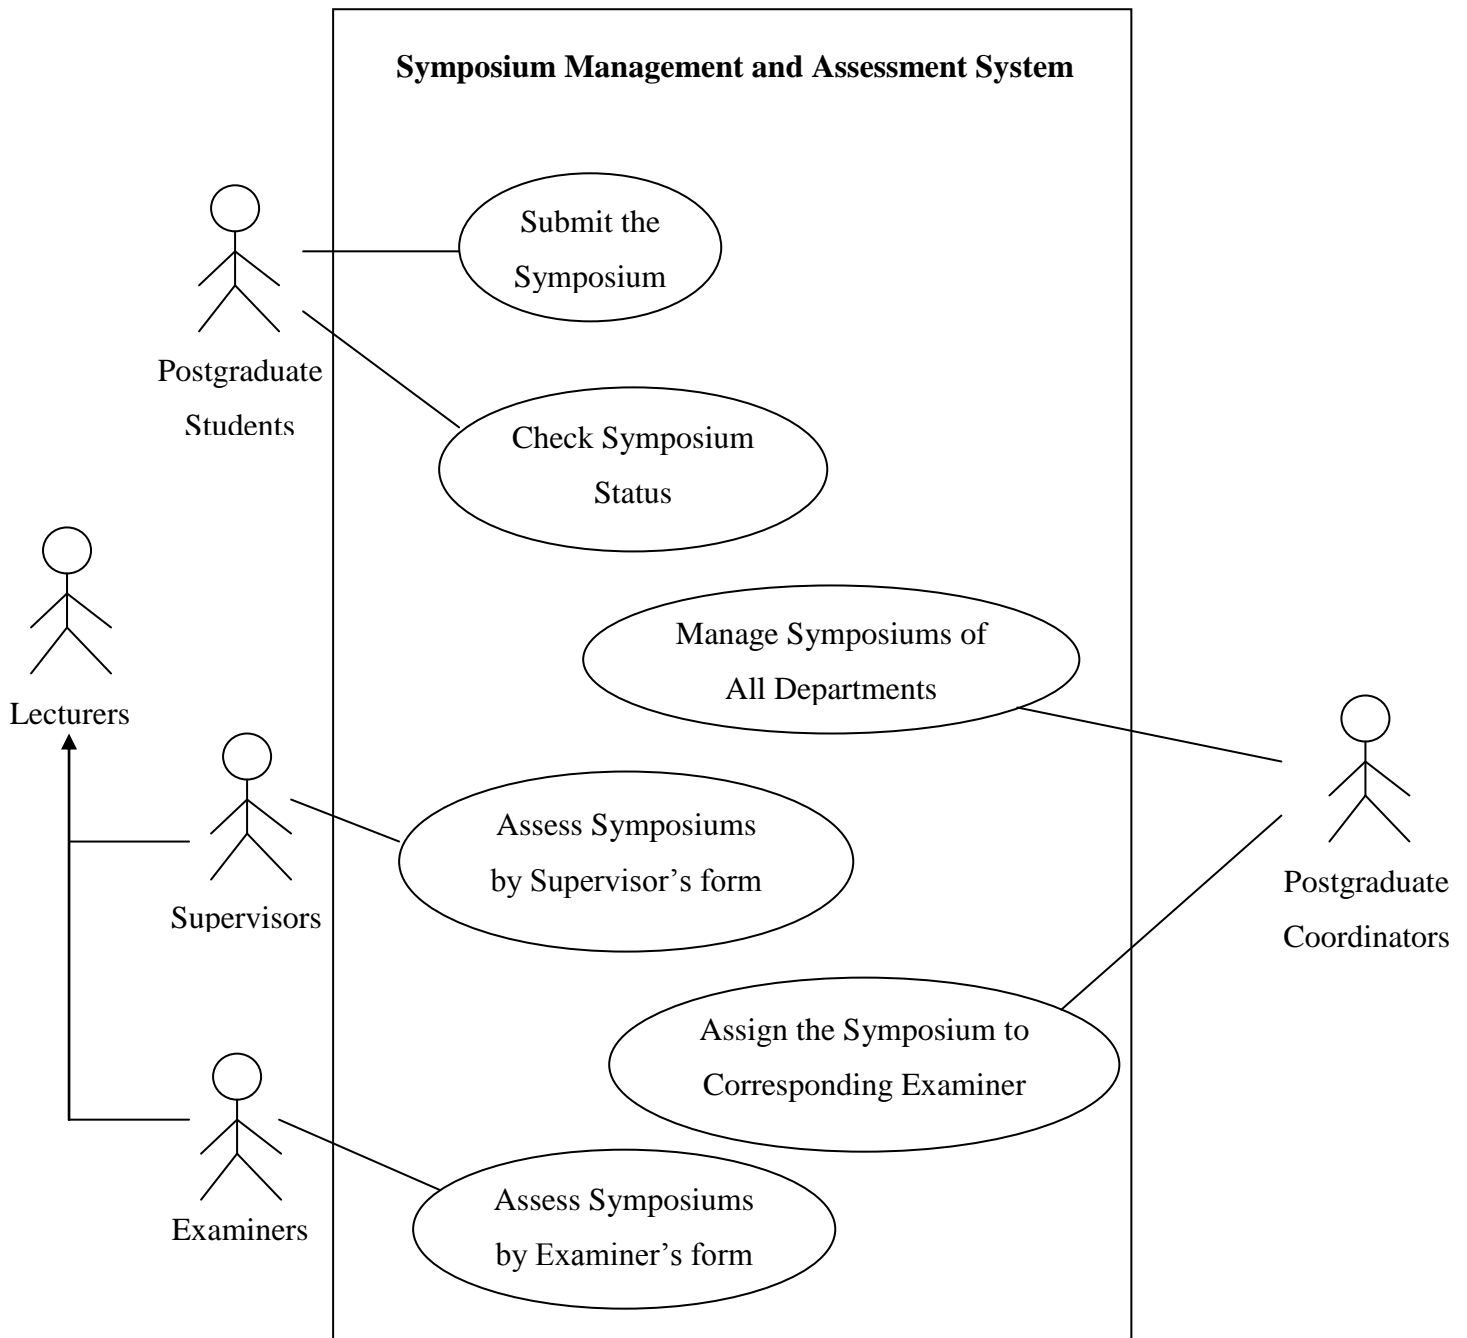 Symposium Management and Assessment System
Submit the
Symposium
Postgraduate
Students
Check Symposium
Status
Lecturers
Manage Symposiums of
All Departments
Supervisors
Assess Symposiums
by Supervisor’s form
Postgraduate
Coordinators
Assign the Symposium to
Corresponding Examiner
Examiners
Assess Symposiums
by Examiner’s form